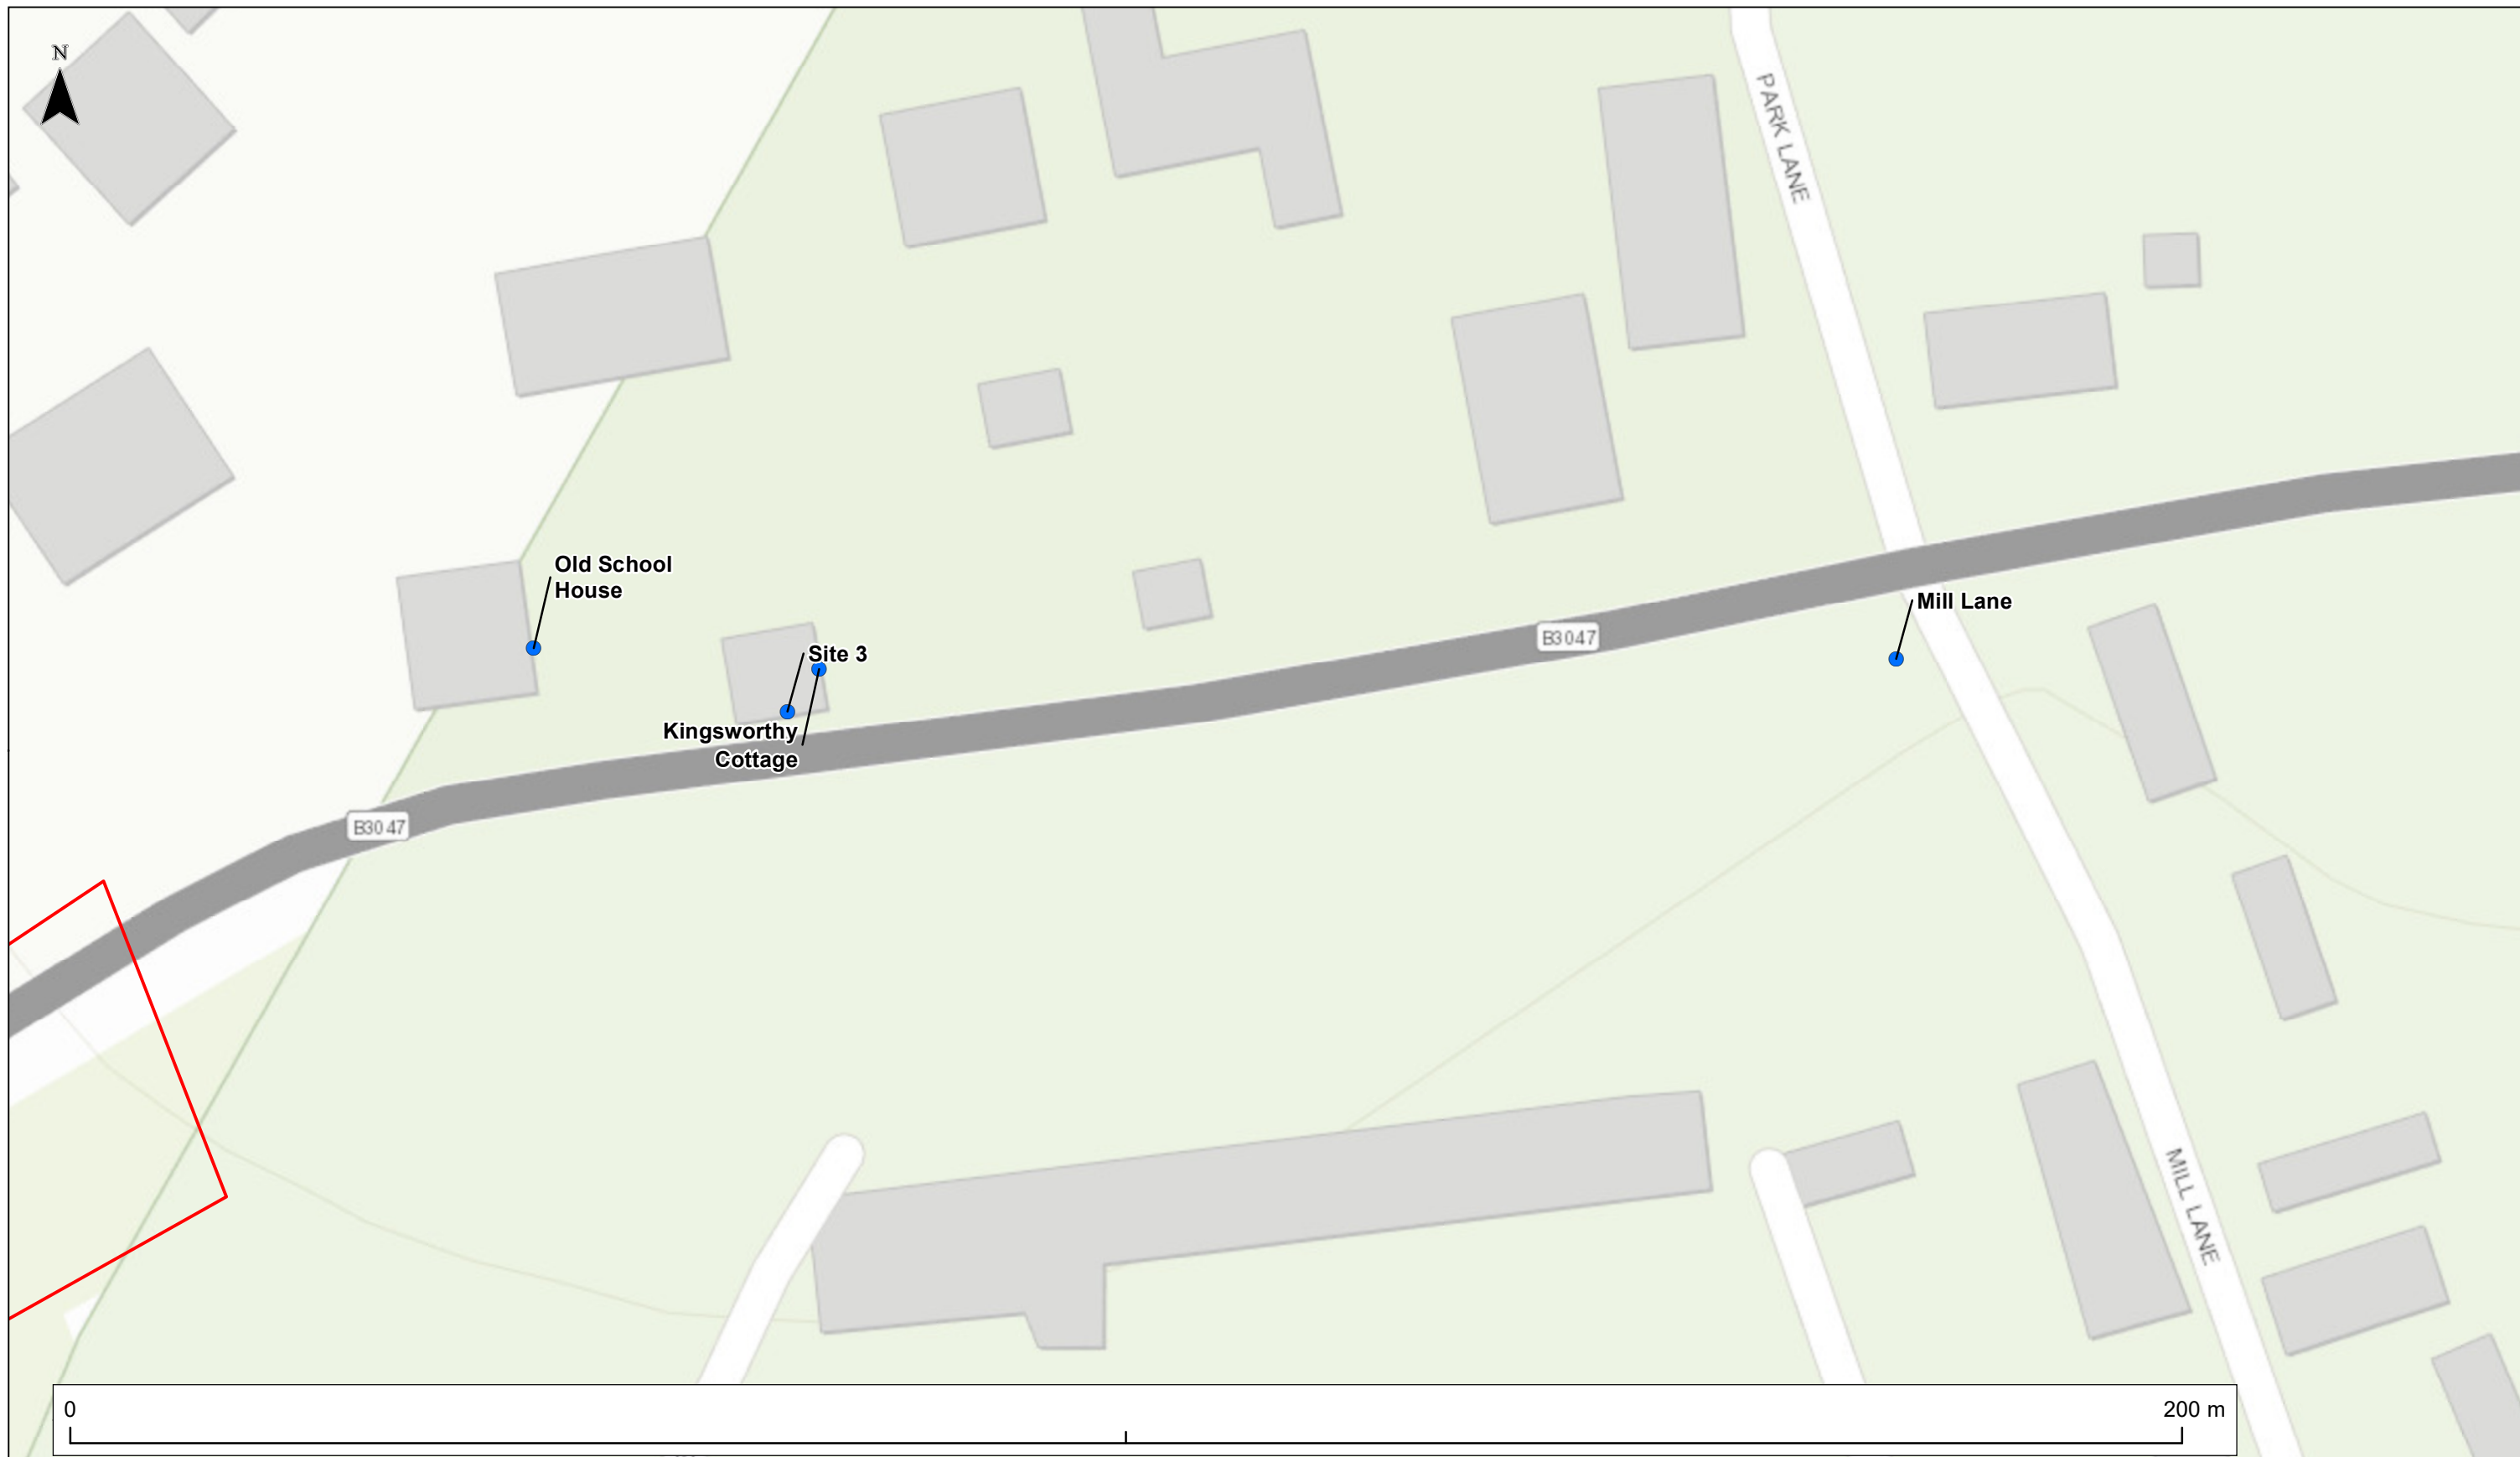 N
PARK LANE
Old School
House
Mill Lane
B3047
Site 3
Kingsworthy
Cottage
B3047
MILL LANE
0
200 m